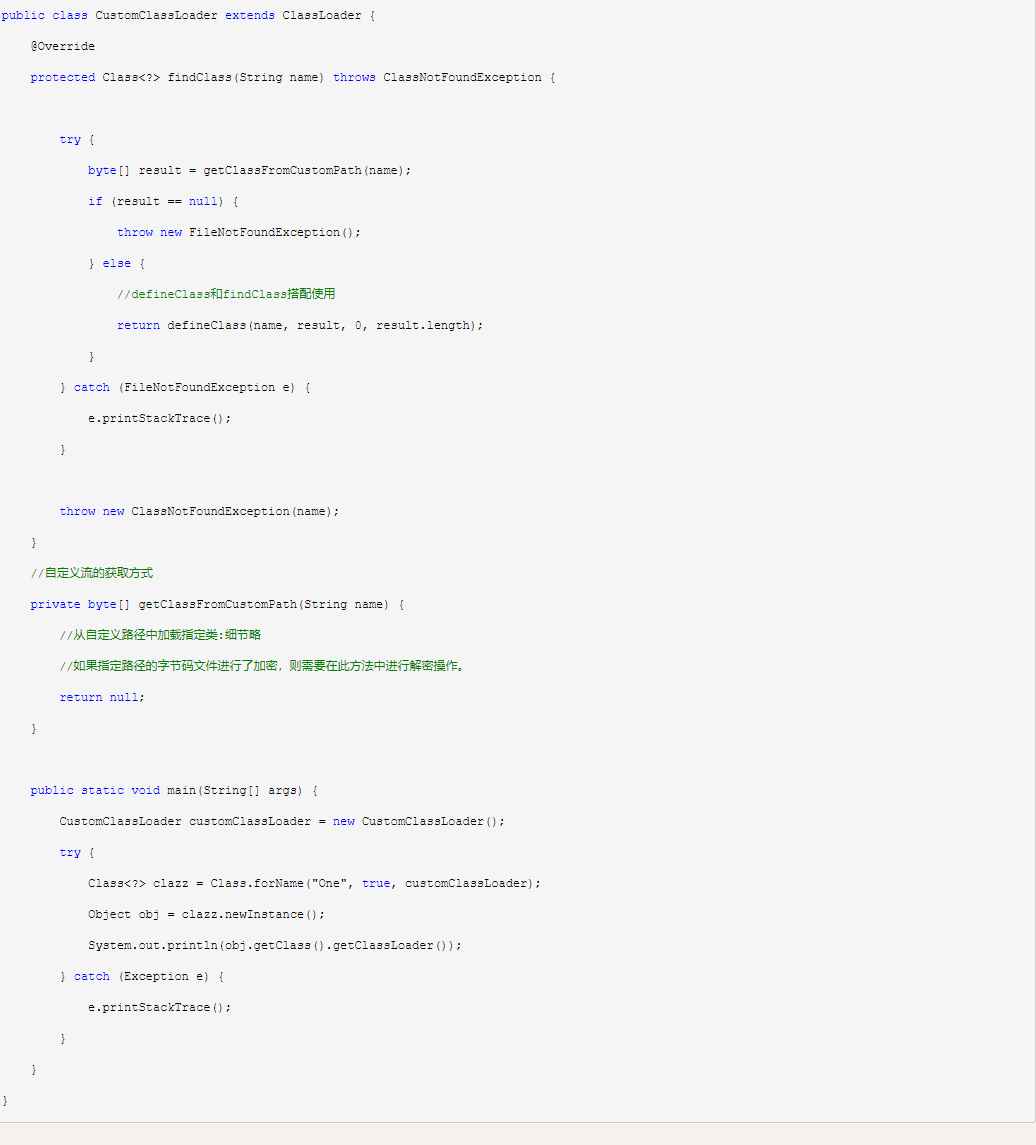 public class CustomClassLoader extends ClassLoader {
@Override
protected Class<?> findClass(String name) throws ClassNotFoundException {
try {
byte[] result = getClassFromCustomPath(name);
if (result == null) {
throw new FileNotFoundException();
} else {
//defineClass和findClass搭配使用
return defineClass(name, result, 0, result.length);
}
} catch (FileNotFoundException e) {
e.printStackTrace();
}
throw new ClassNotFoundException(name);
}
//自定义流的获取方式
private byte[] getClassFromCustomPath(String name) {
//从自定义路径中加载指定类:细节略
//如果指定路径的字节码文件进行了加密，则需要在此方法中进行解密操作。
return null;
}
public static void main(String[] args) {
CustomClassLoader customClassLoader = new CustomClassLoader();
try {
Class<?> clazz = Class.forName("One", true, customClassLoader);
Object obj = clazz.newInstance();
System.out.println(obj.getClass().getClassLoader());
} catch (Exception e) {
e.printStackTrace();
}
}
}